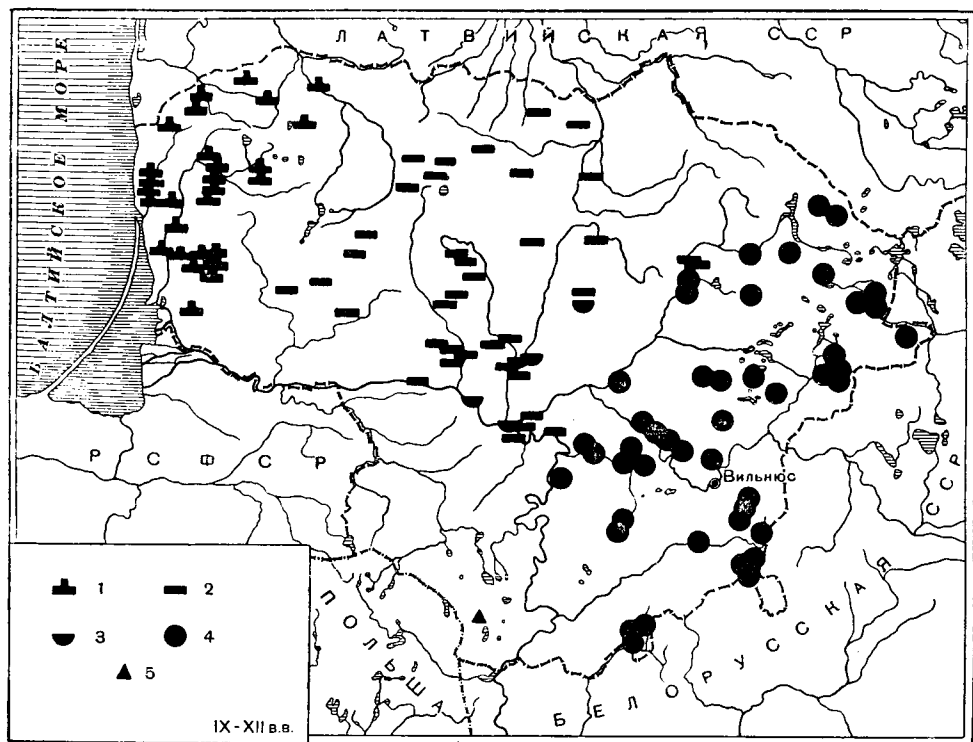 ЛАТВИЙСКАЯ ССР
БАЛТИЙСКОЕ МОРЕ
РСФСР
Вильнюс
ПОЛЬША
БЕЛОРУССКАЯ
ССР
1
2
3
4
5
IX-XII в.в.